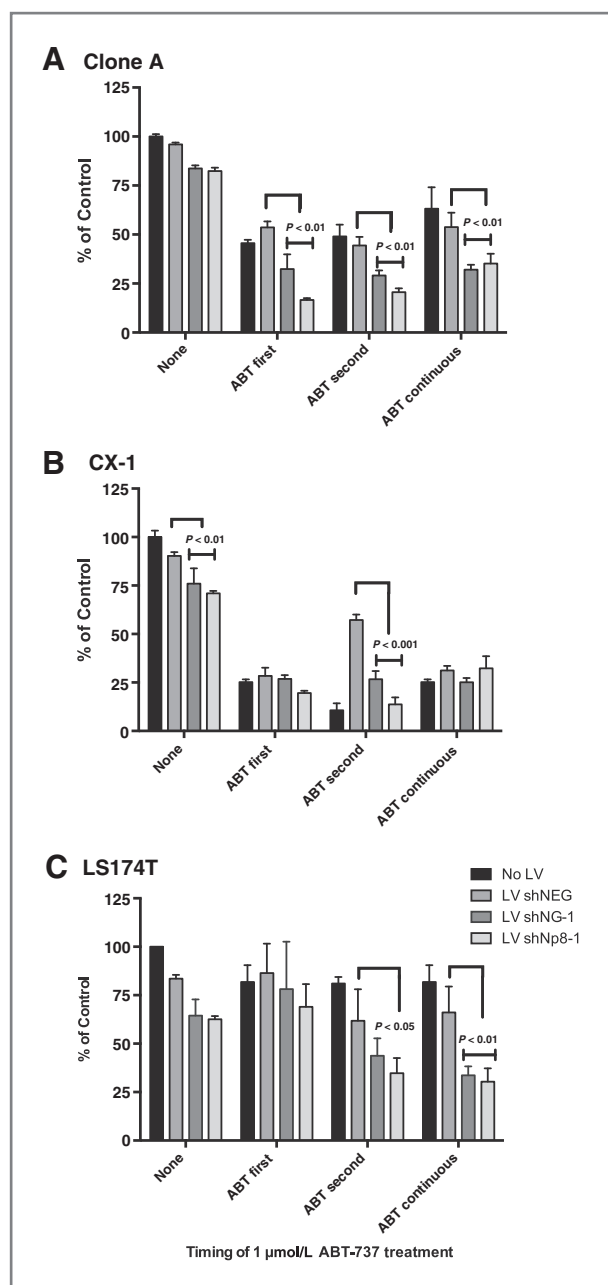 A Clone A
125
100
75
50
25
0
% of Control
P < 0.01
P < 0.01
P < 0.01
None
ABT first
ABT second
ABT continuous
B CX-1
125
100
75
50
25
0
% of Control
P < 0.01
P < 0.001
None
ABT first
ABT second
ABT continuous
C LS174T
125
100
75
50
25
0
% of Control
No LV
LV shNEG
LV shNG-1
LV shNp8-1
P < 0.05
P < 0.01
None
ABT first
ABT second
ABT continuous
Timing of 1 µmol/L ABT-737 treatment